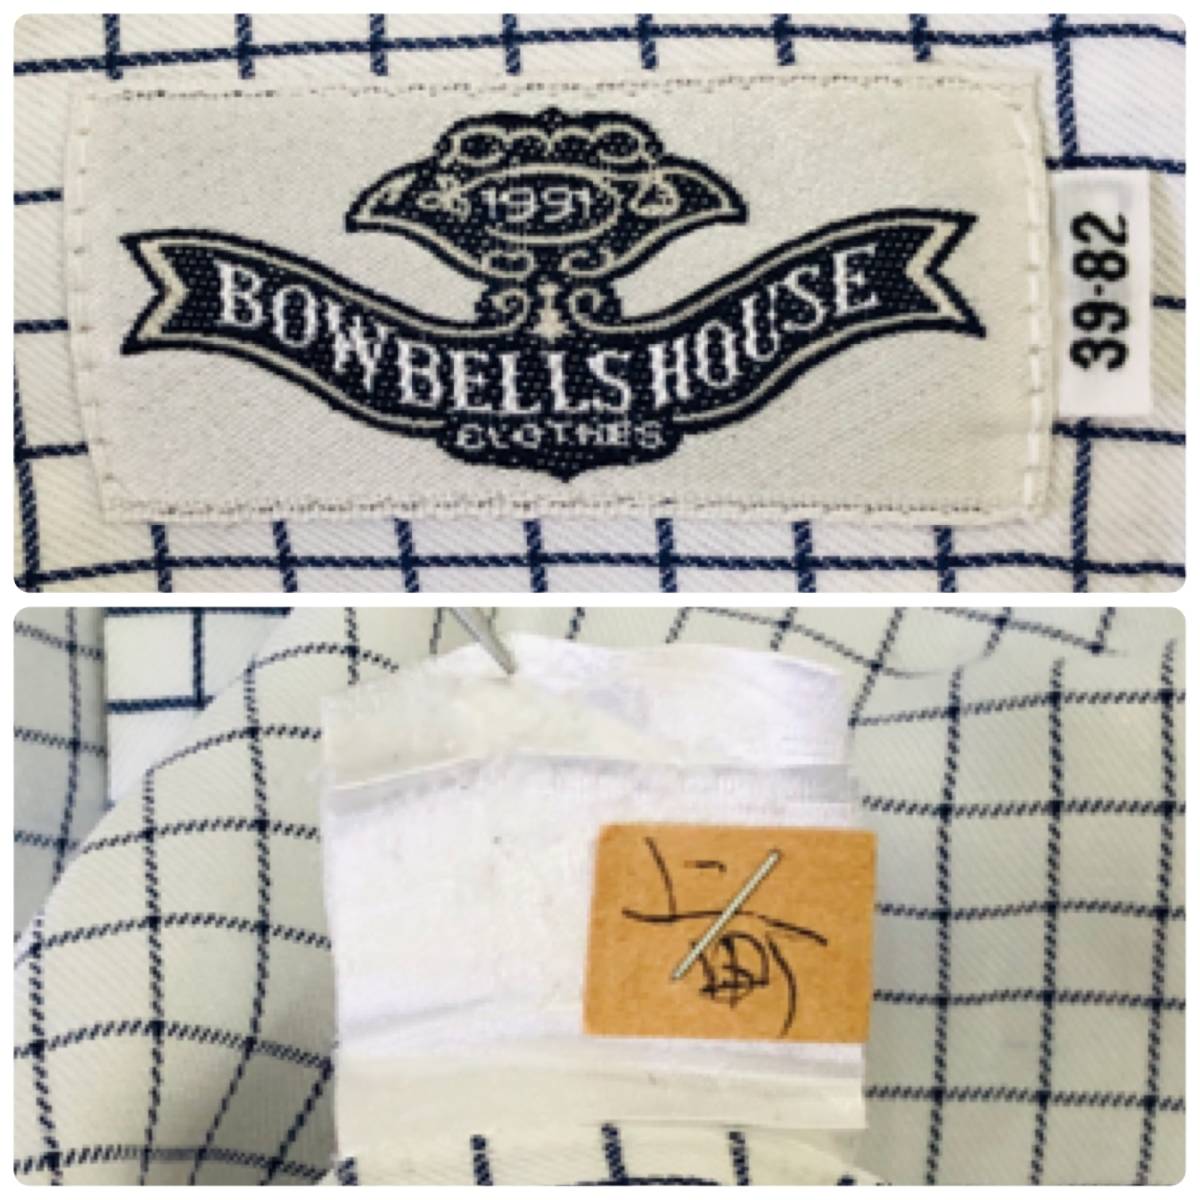 1991
BOWBELLS HOUSE
CLOTHES
39-82